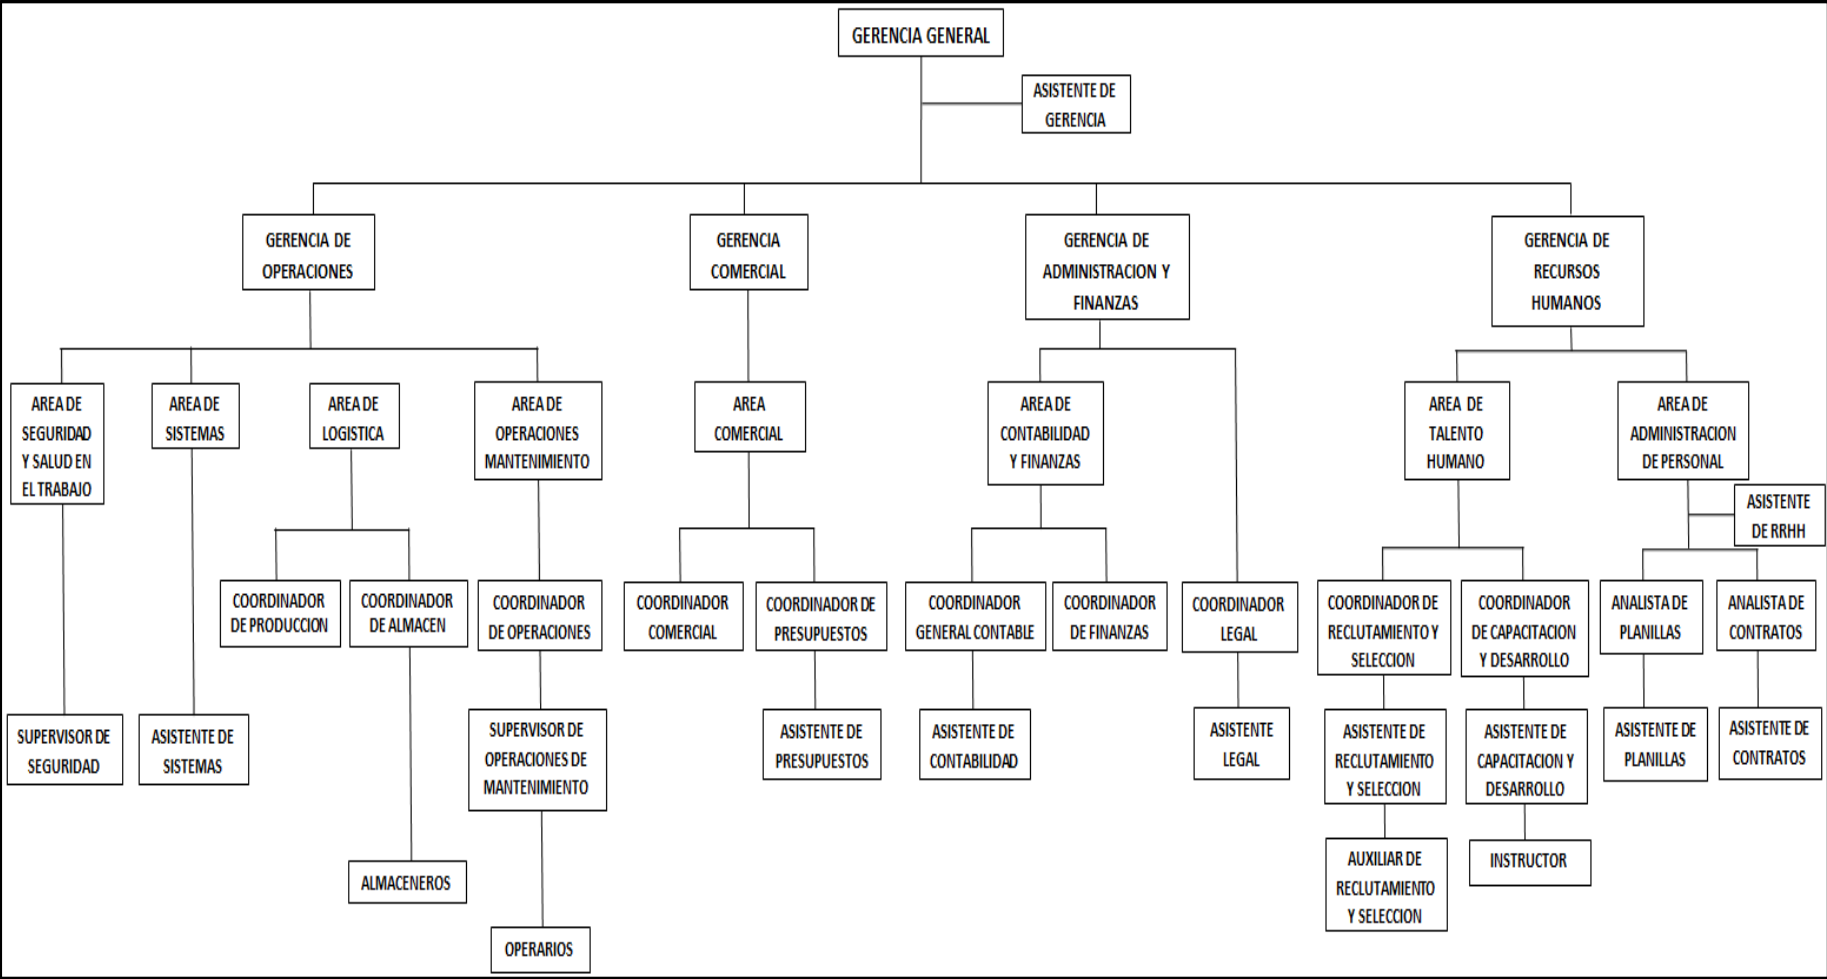 GERENCIA GENERAL
ASISTENTE DE
GERENCIA
GERENCIA DE
OPERACIONES
GERENCIA
COMERCIAL
GERENCIA DE
ADMINISTRACION Y
FINANZAS
GERENCIA DE
RECURSOS
HUMANOS
AREA DE
SEGURIDAD
Y SALUD EN
EL TRABAJO
AREA DE
SISTEMAS
AREA DE
LOGISTICA
AREA DE
OPERACIONES
MANTENIMIENTO
AREA
COMERCIAL
AREA DE
CONTABILIDAD
Y FINANZAS
AREA DE
TALENTO
HUMANO
AREA DE
ADMINISTRACION
DE PERSONAL
ASISTENTE
DE RRHH
COORDINADOR
DE PRODUCCION
COORDINADOR
DE ALMACEN
COORDINADOR
DE OPERACIONES
COORDINADOR
COMERCIAL
COORDINADOR DE
PRESUPUESTOS
COORDINADOR
GENERAL CONTABLE
COORDINADOR
DE FINANZAS
COORDINADOR
LEGAL
COORDINADOR DE
RECLUTAMIENTO Y
SELECCION
COORDINADOR
DE CAPACITACION
Y DESARROLLO
ANALISTA DE
PLANILLAS
ANALISTA DE
CONTRATOS
SUPERVISOR DE
SEGURIDAD
ASISTENTE DE
SISTEMAS
SUPERVISOR DE
OPERACIONES DE
MANTENIMIENTO
ASISTENTE DE
PRESUPUESTOS
ASISTENTE DE
CONTABILIDAD
ASISTENTE
LEGAL
ASISTENTE DE
RECLUTAMIENTO
Y SELECCION
ASISTENTE DE
CAPACITACION Y
DESARROLLO
ASISTENTE DE
PLANILLAS
ASISTENTE DE
CONTRATOS
ALMACENEROS
AUXILIAR DE
RECLUTAMIENTO
Y SELECCION
INSTRUCTOR
OPERARIOS